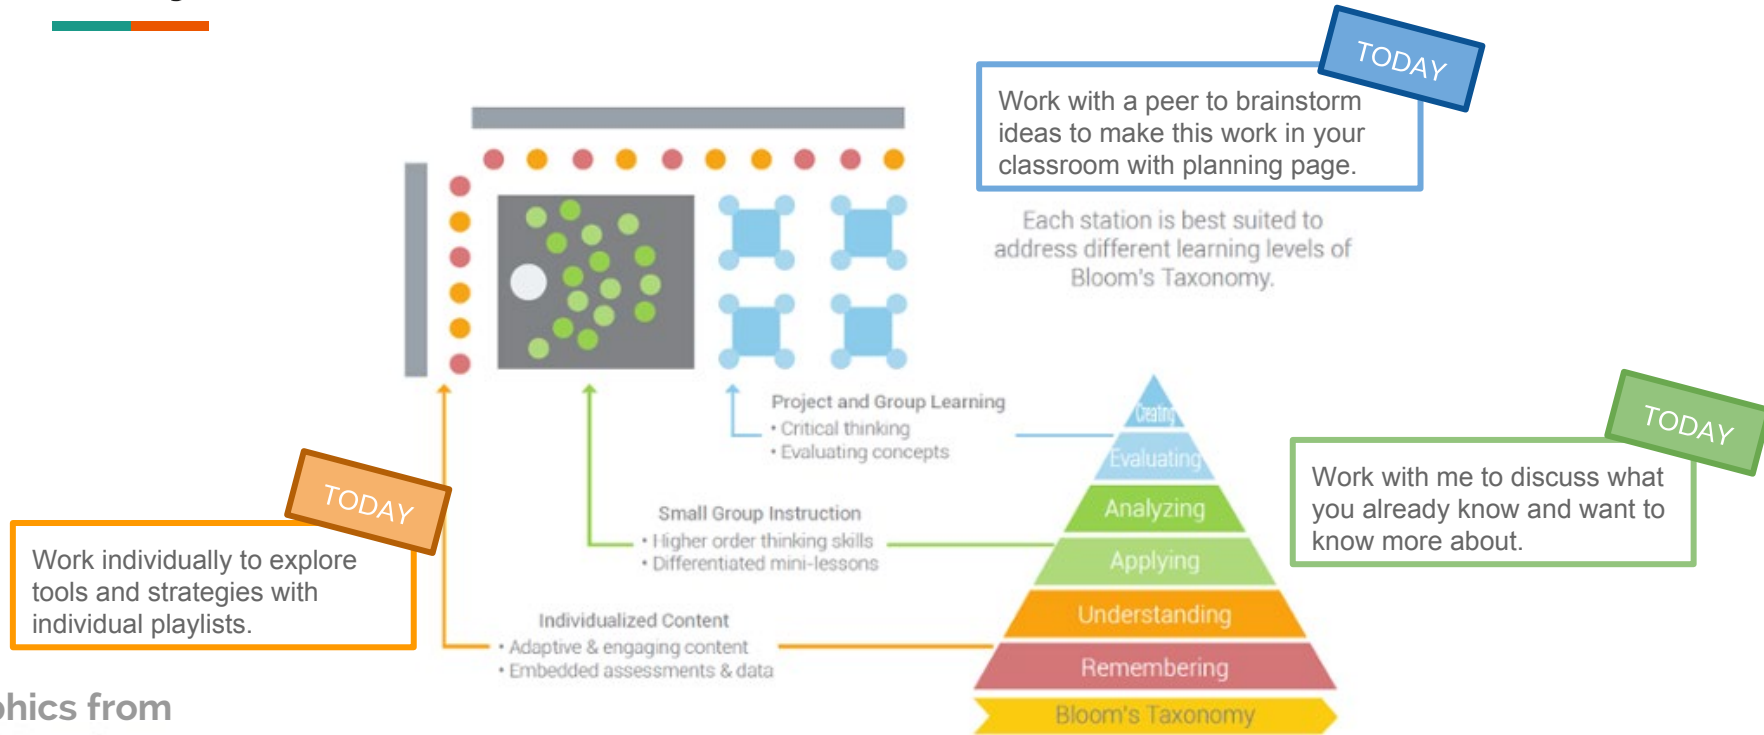 TODAY
Work with a peer to brainstorm
ideas to make this work in your
classroom with planning page.
Each station is best suited to
address different learning levels of
Bloom's Taxonomy.
Project and Group Learning
• Critical thinking
• Evaluating concepts
Creating
Evaluating
Analyzing
Applying
Understanding
Remembering
Bloom's Taxonomy
TODAY
Work with me to discuss what
you already know and want to
know more about.
Small Group Instruction
• Higher order thinking skills
• Differentiated mini-lessons
TODAY
Work individually to explore
tools and strategies with
individual playlists.
Individualized Content
• Adaptive & engaging content
• Embedded assessments & data
from